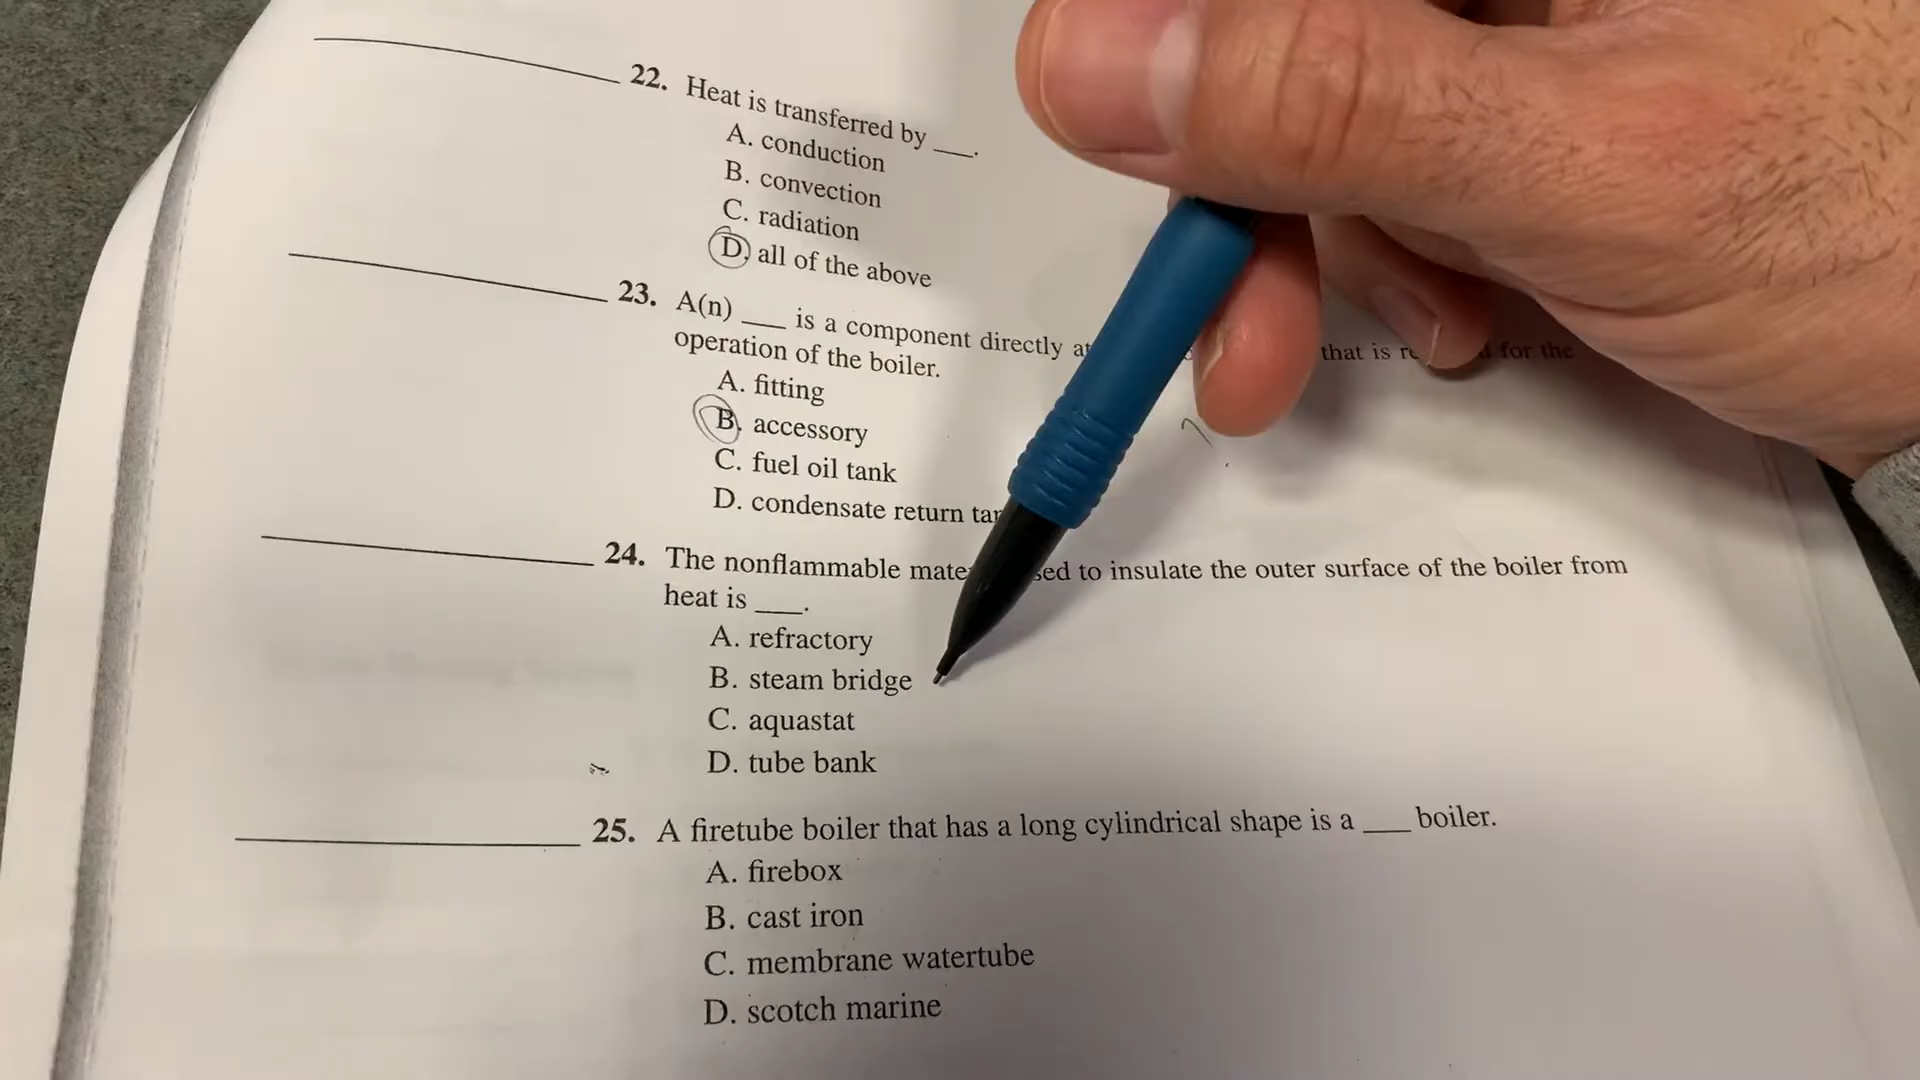 22. Heat is transferred by ___.
A. conduction
B. convection
C. radiation
D. all of the above
23. A(n) ___ is a component directly that is for the
operation of the boiler.
A. fitting
B. accessory
C. fuel oil tank
D. condensate return
24. The nonflammable to insulate the outer surface of the boiler from
heat is ___.
A. refractory
B. steam bridge
C. aquastat
D. tube bank
25. A firetube boiler that has a long cylindrical shape is a ___ boiler.
A. firebox
B. cast iron
C. membrane watertube
D. scotch marine